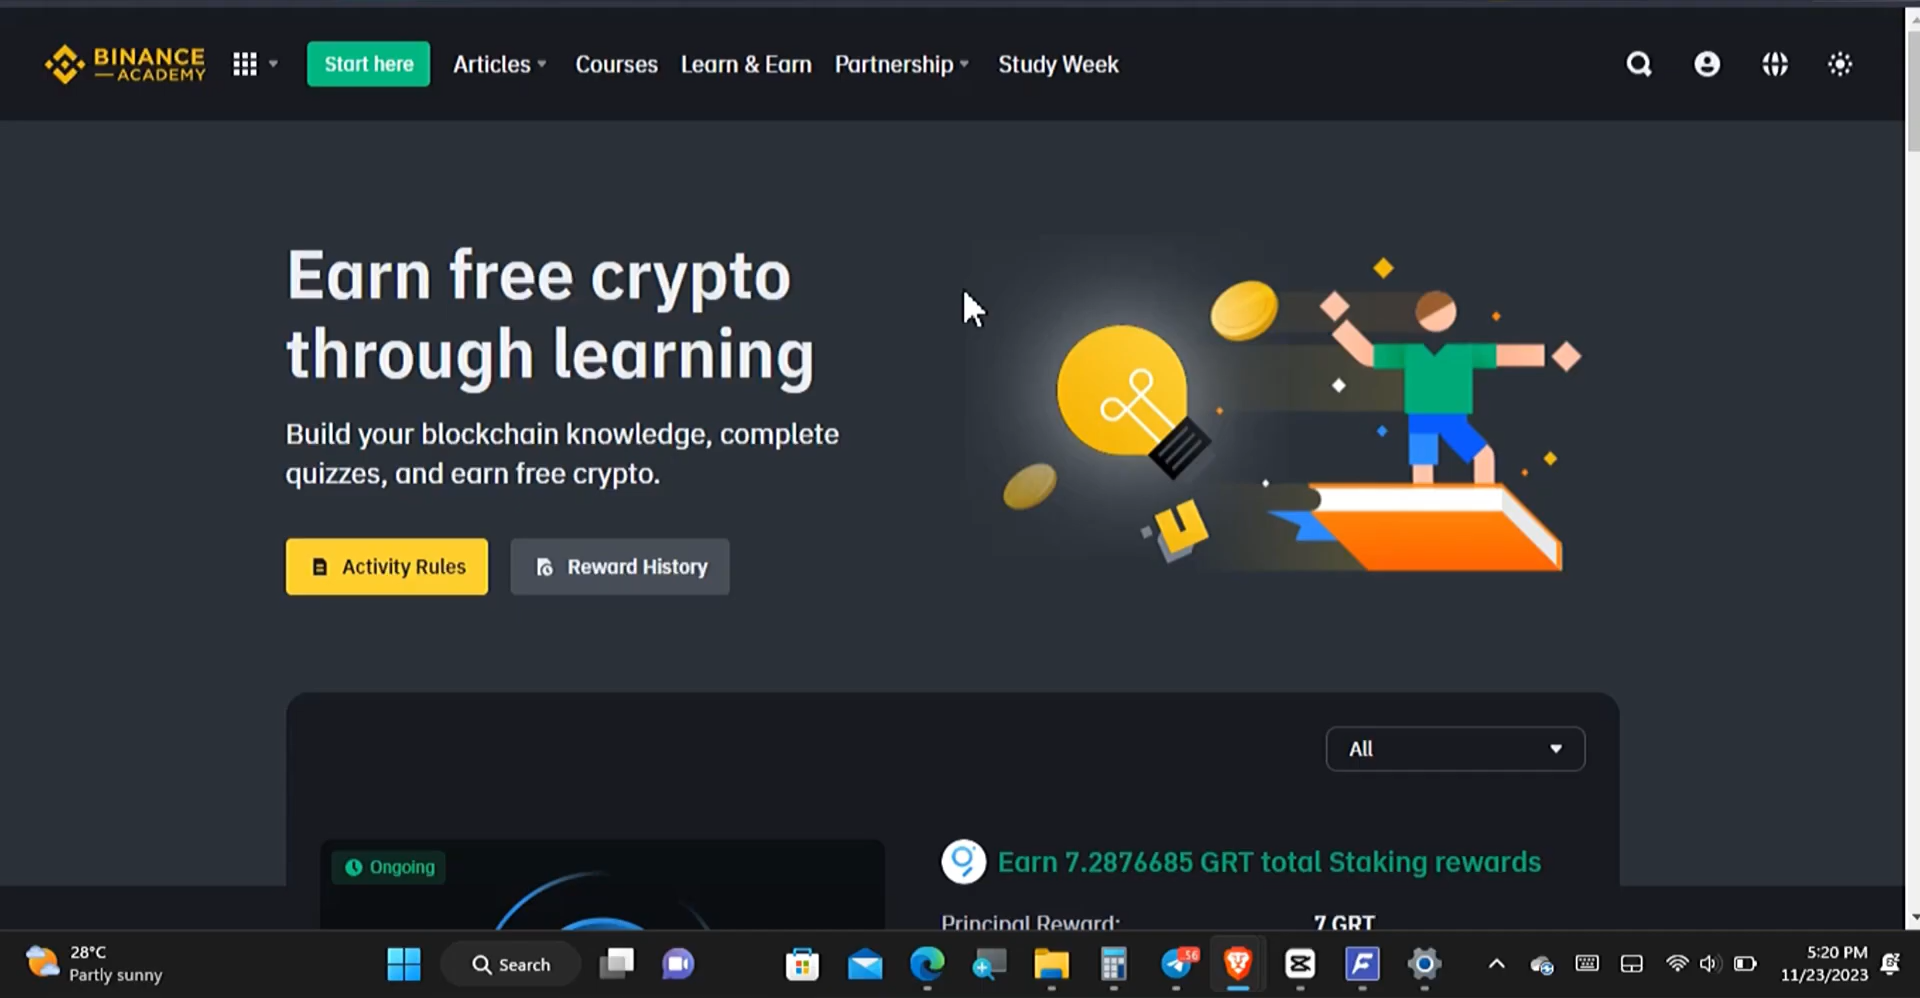 BINANCE
ACADEMY
Start here
Articles
Courses
Learn & Earn
Partnership
Study Week
Earn free crypto
through learning
Build your blockchain knowledge, complete
quizzes, and earn free crypto.
Activity Rules
Reward History
All
Ongoing
Earn 7.2876685 GRT total Staking rewards
Principal Reward:
7 GRT
28°C
Partly sunny
Search
56
5:20 PM
11/23/2023